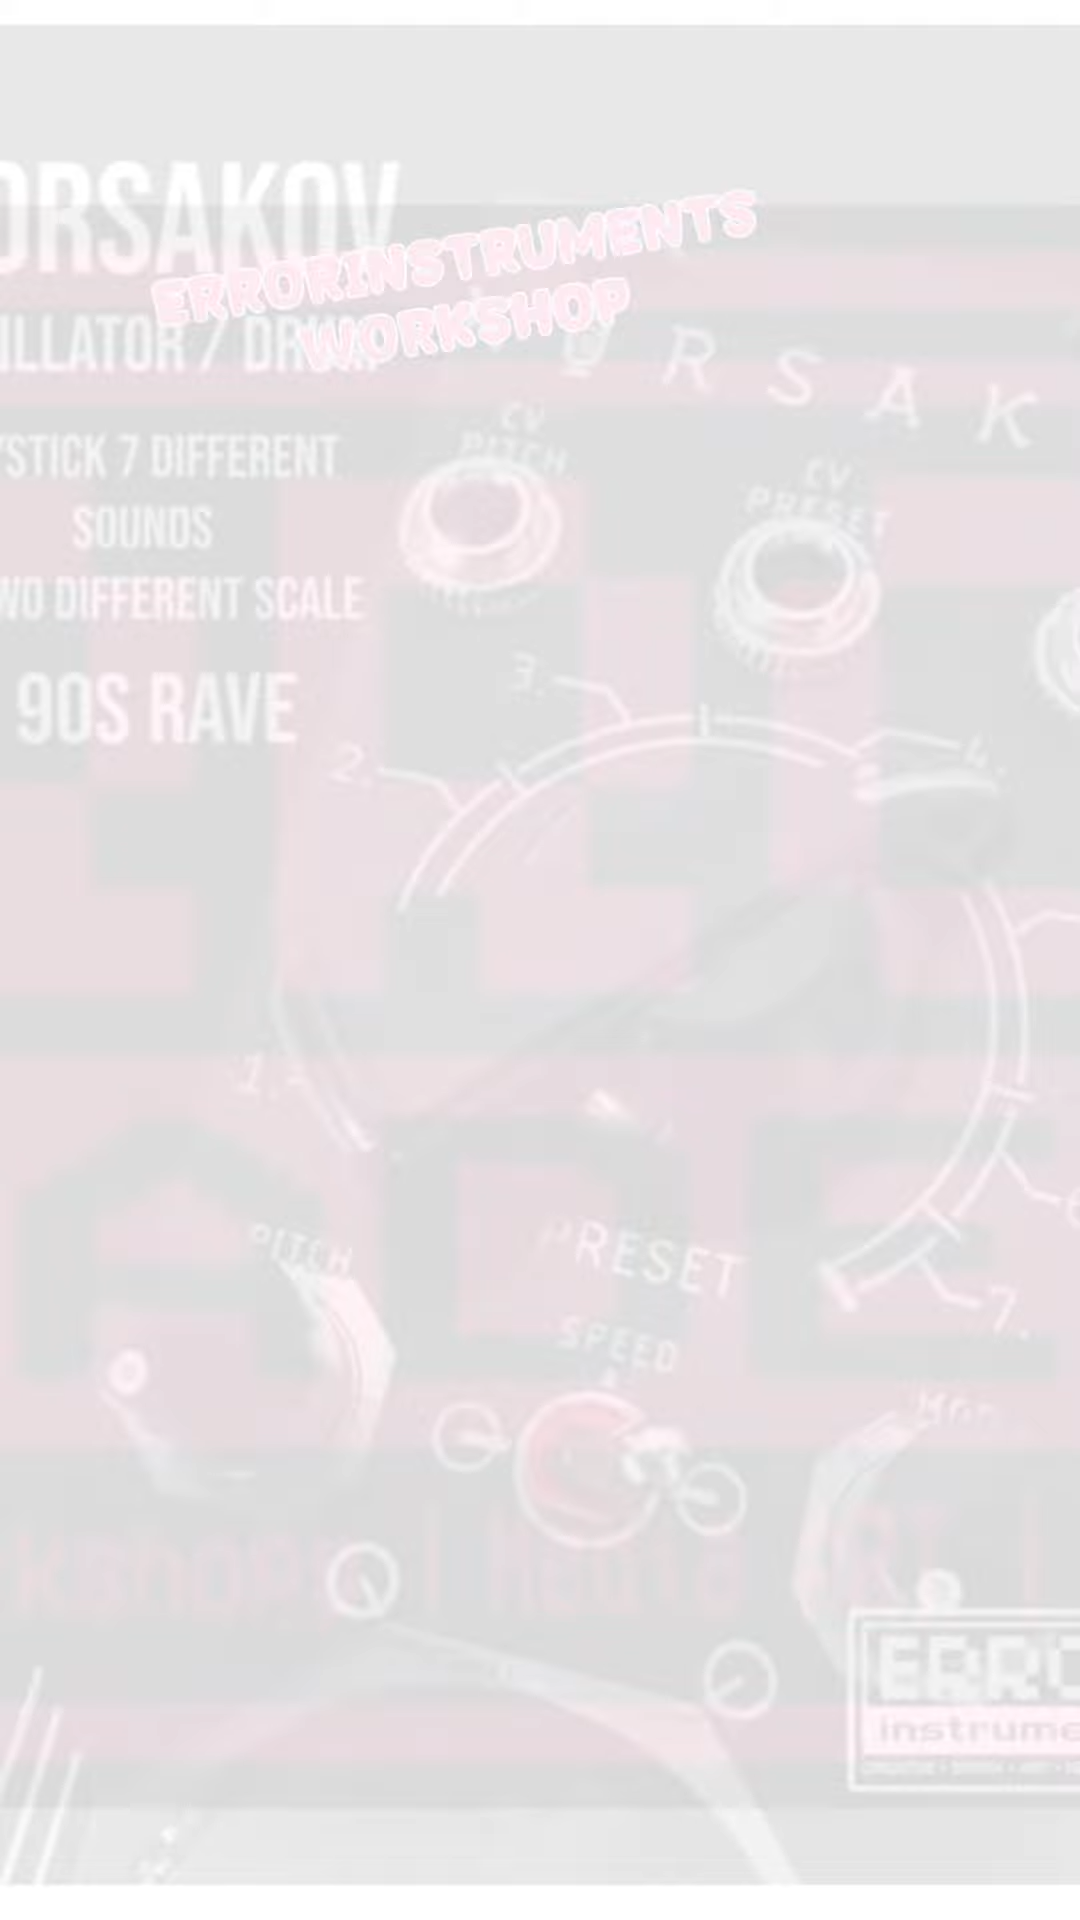 ORSAKOV
ERRORINSTRUMENTS
WORKSHOP
ILLATOR / DRUM
YSTICK 7 DIFFERENT
SOUNDS
WO DIFFERENT SCALE
90S RAVE
O R S A K
CV
PITCH
CV
PRESET
3.
2.
4.
1.
7.
PITCH
PRESET
SPEED
ERRO
instrume